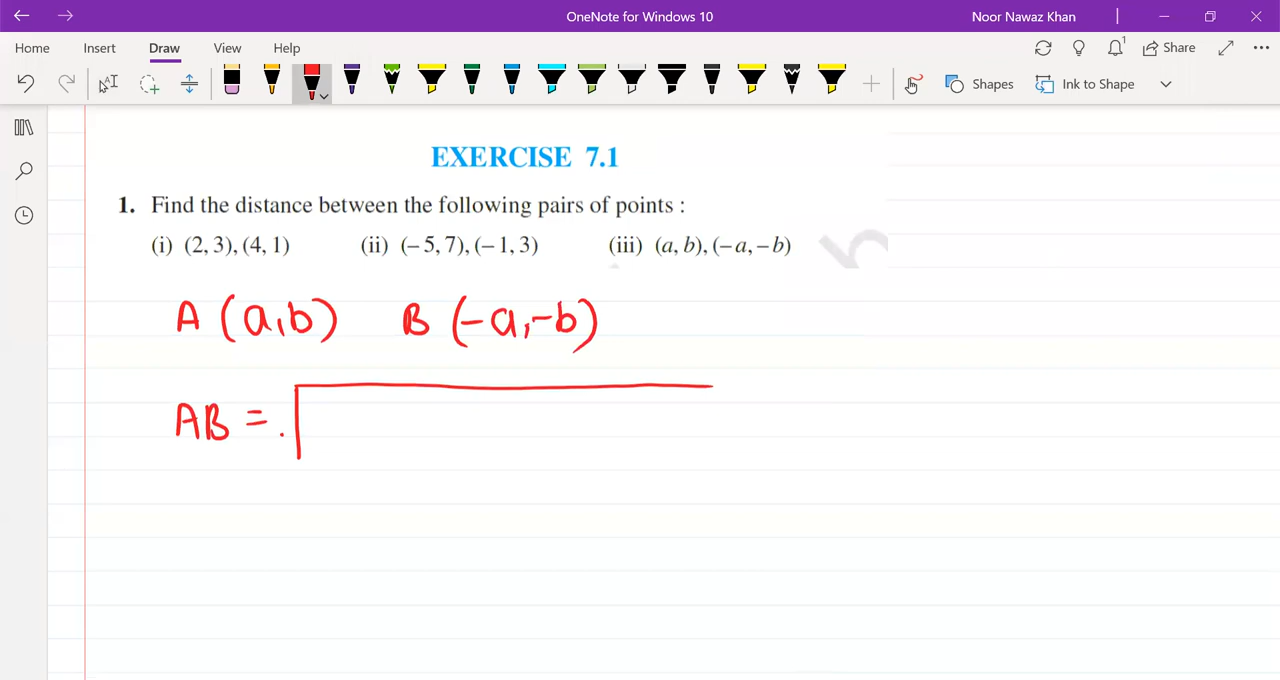 OneNote for Windows 10
Noor Nawaz Khan
Home Insert Draw View Help
1 Share
Shapes Ink to Shape
EXERCISE 7.1
1. Find the distance between the following pairs of points :
(i) (2, 3), (4, 1) (ii) (– 5, 7), (– 1, 3) (iii) (a, b), (– a, – b)
A (a,b) B (-a,-b)
AB = √